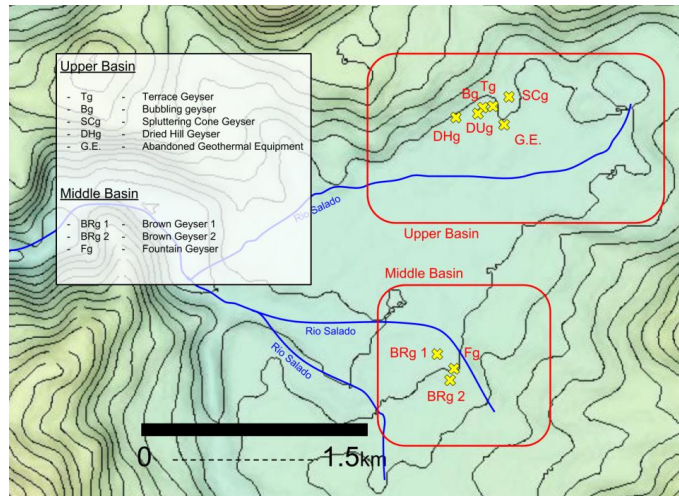 Upper Basin
- Tg - Terrace Geyser
- Bg - Bubbling geyser
- SCg - Spluttering Cone Geyser
- DHg - Dried Hill Geyser
- G.E. - Abandoned Geothermal Equipment
Middle Basin
- BRg 1 - Brown Geyser 1
- BRg 2 - Brown Geyser 2
- Fg - Fountain Geyser
Tg
Bg
SCg
DUg
DHg
G.E.
Rio Salado
Upper Basin
Middle Basin
Rio Salado
Rio Salado
BRg 1
Fg
BRg 2
0 1.5km